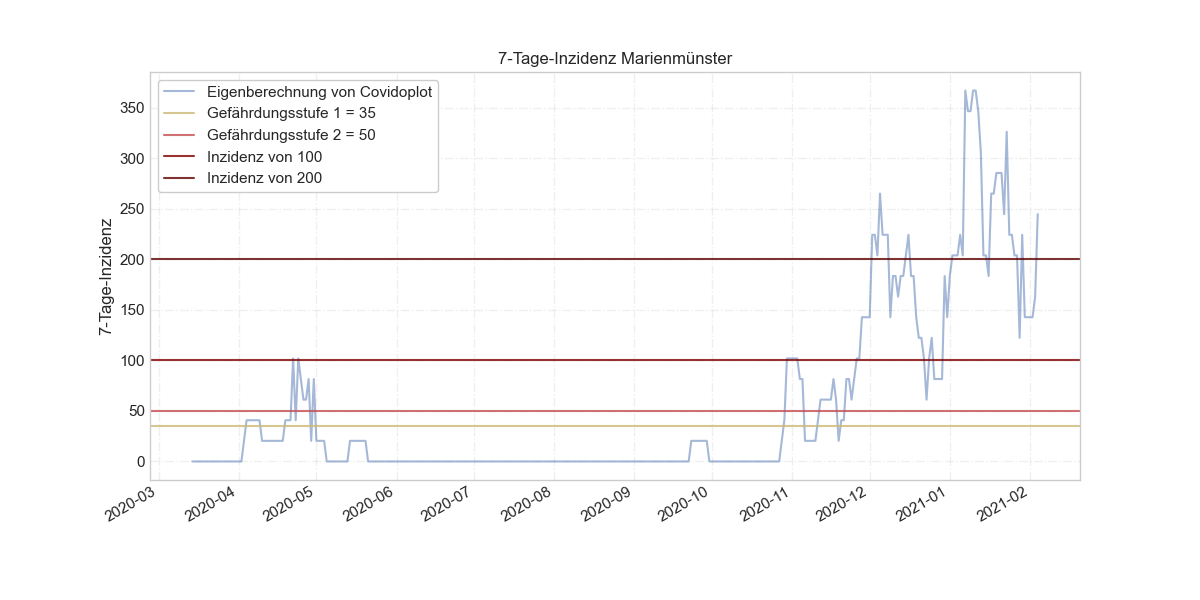 7-Tage-Inzidenz Marienmünster
Eigenberechnung von Covidoplot
Gefährdungsstufe 1 = 35
Gefährdungsstufe 2 = 50
Inzidenz von 100
Inzidenz von 200
7-Tage-Inzidenz
350
300
250
200
150
100
50
0
2020-03
2020-04
2020-05
2020-06
2020-07
2020-08
2020-09
2020-10
2020-11
2020-12
2021-01
2021-02